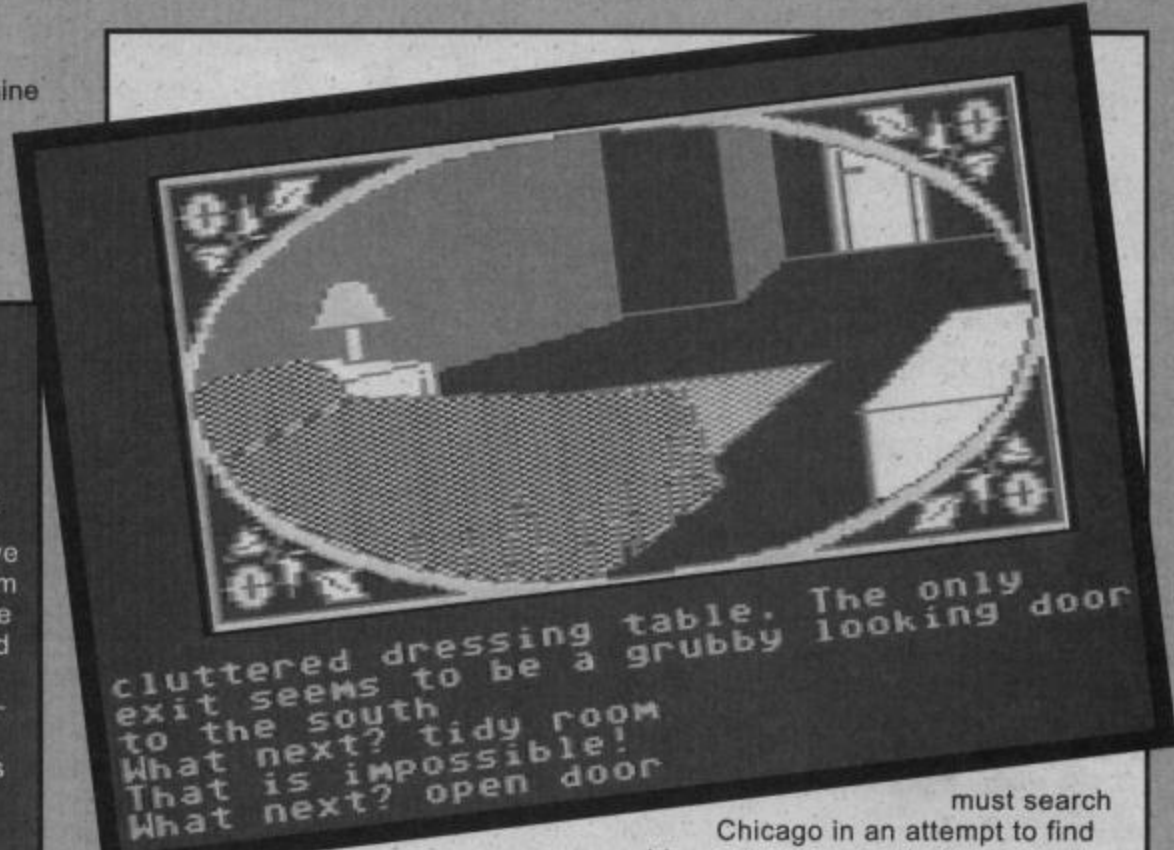 ine
cluttered dressing table. The only
exit seems to be a grubby looking door
to the south
What next? tidy room
That is impossible!
What next? open door
must search
Chicago in an attempt to find